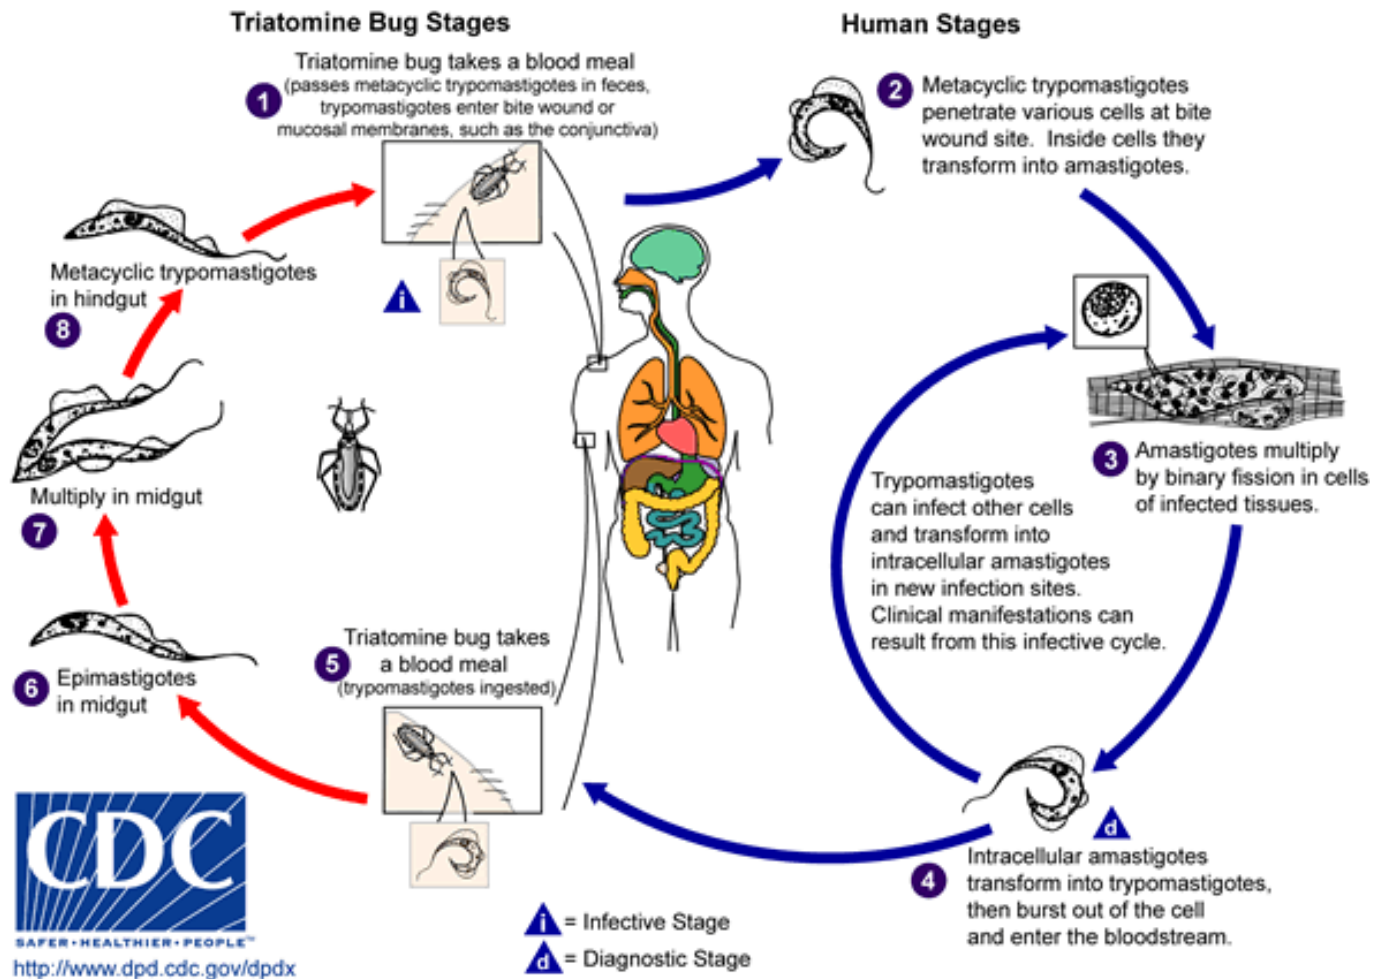 Triatomine Bug Stages
Human Stages
Triatomine bug takes a blood meal
1
(passes metacyclic trypomastigotes in feces,
trypomastigotes enter bite wound or
mucosal membranes, such as the conjunctiva)
i
2
Metacyclic trypomastigotes
penetrate various cells at bite
wound site. Inside cells they
transform into amastigotes.
3
Amastigotes multiply
by binary fission in cells
of infected tissues.
Trypomastigotes
can infect other cells
and transform into
intracellular amastigotes
in new infection sites.
Clinical manifestations can
result from this infective cycle.
d
4
Intracellular amastigotes
transform into trypomastigotes,
then burst out of the cell
and enter the bloodstream.
5
Triatomine bug takes
a blood meal
(trypomastigotes ingested)
6
Epimastigotes
in midgut
Multiply in midgut
7
Metacyclic trypomastigotes
in hindgut
8
i = Infective Stage
d = Diagnostic Stage
CDC
SAFER•HEALTHIER•PEOPLE™
http://www.dpd.cdc.gov/dpdx